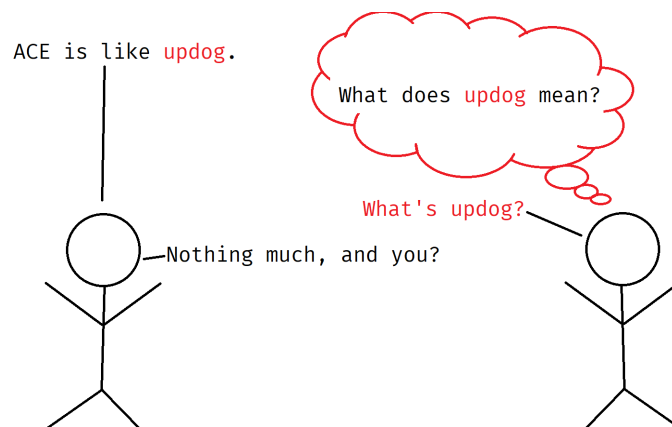 ACE is like updog.
What does updog mean?
What's updog?
Nothing much, and you?